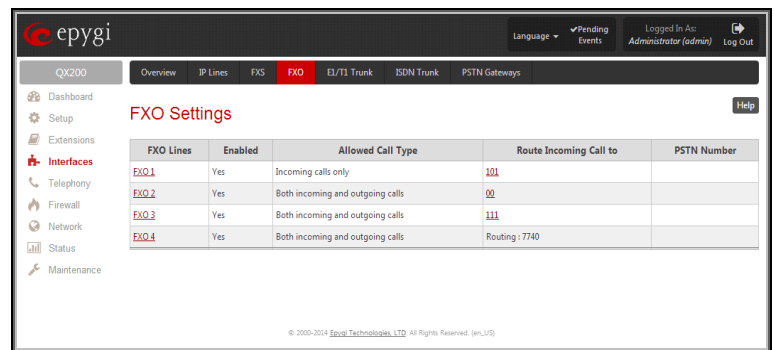 epygi
Language
✔Pending Events
Logged In As:
Administrator (admin)
Log Out
QX200
Overview
IP Lines
FXS
FXO
E1/T1 Trunk
ISDN Trunk
PSTN Gateways
Dashboard
Setup
Extensions
Interfaces
Telephony
Firewall
Network
Status
Maintenance
FXO Settings
Help
FXO Lines Enabled Allowed Call Type Route Incoming Call to PSTN Number
FXO 1 Yes Incoming calls only 101
FXO 2 Yes Both incoming and outgoing calls 00
FXO 3 Yes Both incoming and outgoing calls 111
FXO 4 Yes Both incoming and outgoing calls Routing : 7740
© 2000-2014 Epygi Technologies, LTD. All Rights Reserved. (en_US)